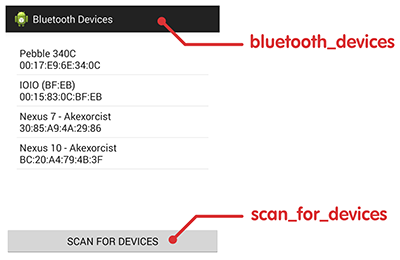 Bluetooth Devices
bluetooth_devices
Pebble 340C
00:17:E9:6E:34:0C
IOIO (BF:EB)
00:15:83:0C:BF:EB
Nexus 7 - Akexorcist
30:85:A9:4A:29:86
Nexus 10 - Akexorcist
BC:20:A4:79:4B:3F
scan_for_devices
SCAN FOR DEVICES